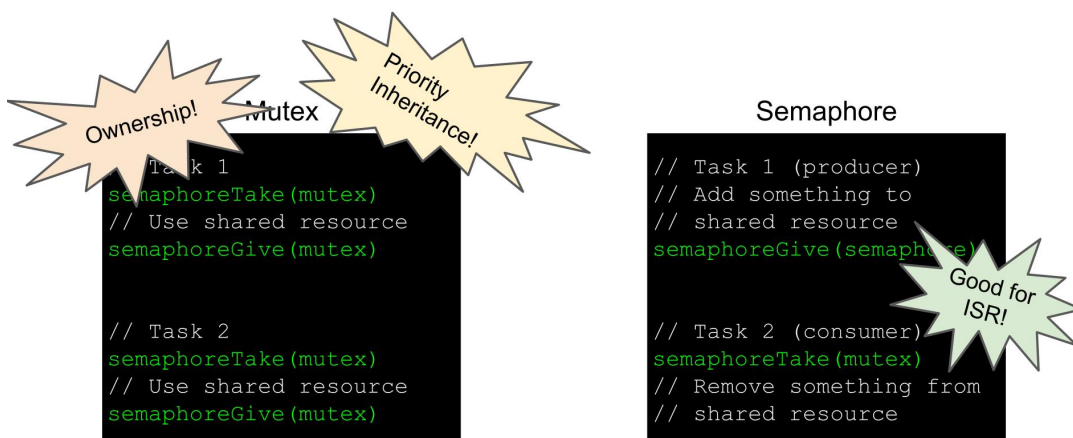 Ownership!
Priority
Inheritance!
Mutex
Semaphore
Task 1
semaphoreTake(mutex)
// Use shared resource
semaphoreGive(mutex)
// Task 2
semaphoreTake(mutex)
// Use shared resource
semaphoreGive(mutex)
// Task 1 (producer)
// Add something to
// shared resource
semaphoreGive(semaphore)
Good for
ISR!
// Task 2 (consumer)
semaphoreTake(mutex)
// Remove something from
// shared resource